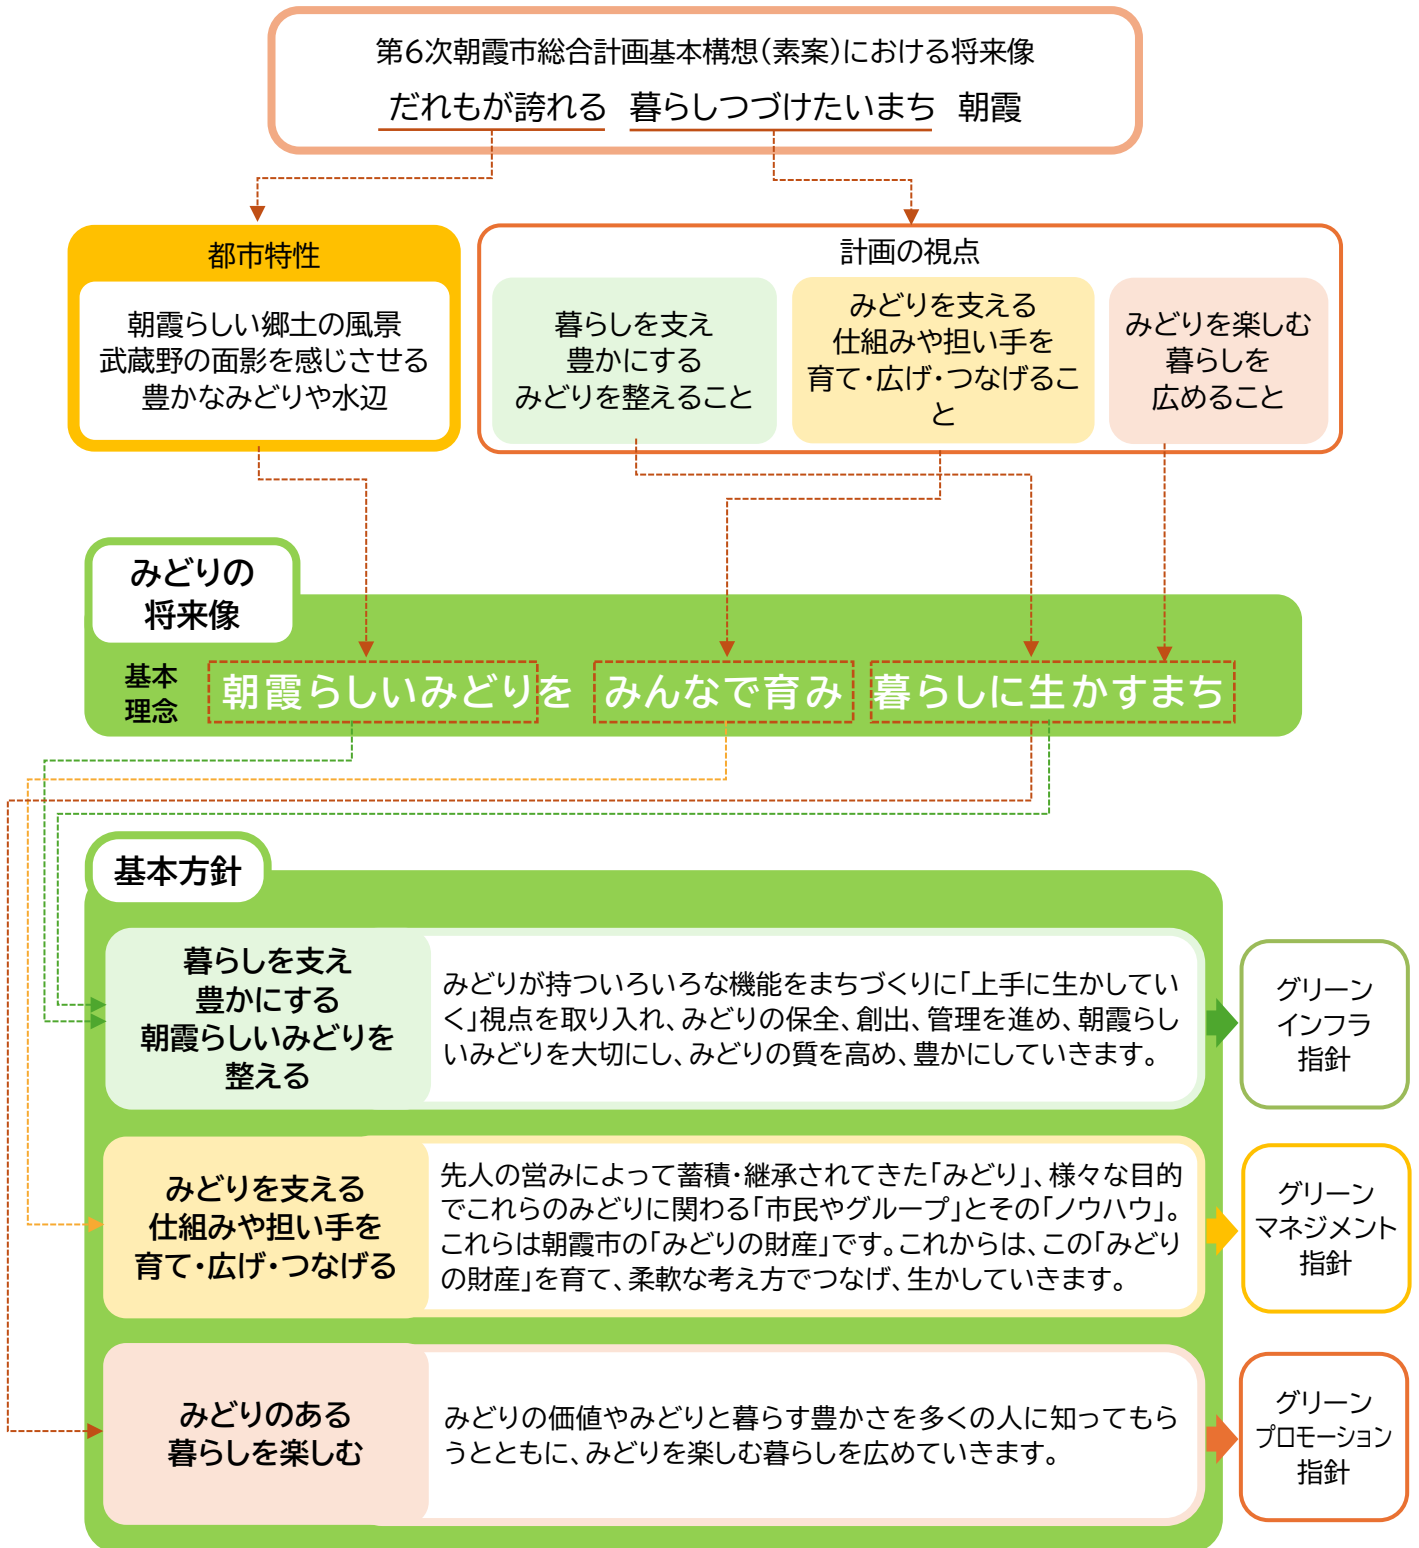 第6次朝霞市総合計画基本構想(素案)における将来像
だれもが誇れる 暮らしつづけたいまち 朝霞
都市特性
朝霞らしい郷土の風景
武蔵野の面影を感じさせる
豊かなみどりや水辺
計画の視点
暮らしを支え
豊かにする
みどりを整えること
みどりを支える
仕組みや担い手を
育て・広げ・つなげるこ
と
みどりを楽しむ
暮らしを
広めること
みどりの
将来像
基本
理念
朝霞らしいみどりを みんなで育み 暮らしに生かすまち
基本方針
暮らしを支え
豊かにする
朝霞らしいみどりを
整える
みどりが持ついろいろな機能をまちづくりに「上手に生かしてい
く」視点を取り入れ、みどりの保全、創出、管理を進め、朝霞らし
いみどりを大切にし、みどりの質を高め、豊かにしていきます。
グリーン
インフラ
指針
みどりを支える
仕組みや担い手を
育て・広げ・つなげる
先人の営みによって蓄積・継承されてきた「みどり」、様々な目的
でこれらのみどりに関わる「市民やグループ」とその「ノウハウ」。
これらは朝霞市の「みどりの財産」です。これからは、この「みどり
の財産」を育て、柔軟な考え方でつなげ、生かしていきます。
グリーン
マネジメント
指針
みどりのある
暮らしを楽しむ
みどりの価値やみどりと暮らす豊かさを多くの人に知ってもら
うとともに、みどりを楽しむ暮らしを広めていきます。
グリーン
プロモーション
指針